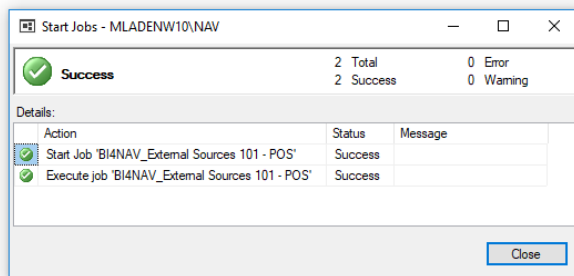 Start Jobs - MLADENW10\NAV
Success
2 Total 0 Error
2 Success 0 Warning
Details:
Action Status Message
Start Job 'BI4NAV_External Sources 101 - POS' Success
Execute job 'BI4NAV_External Sources 101 - POS' Success
Close